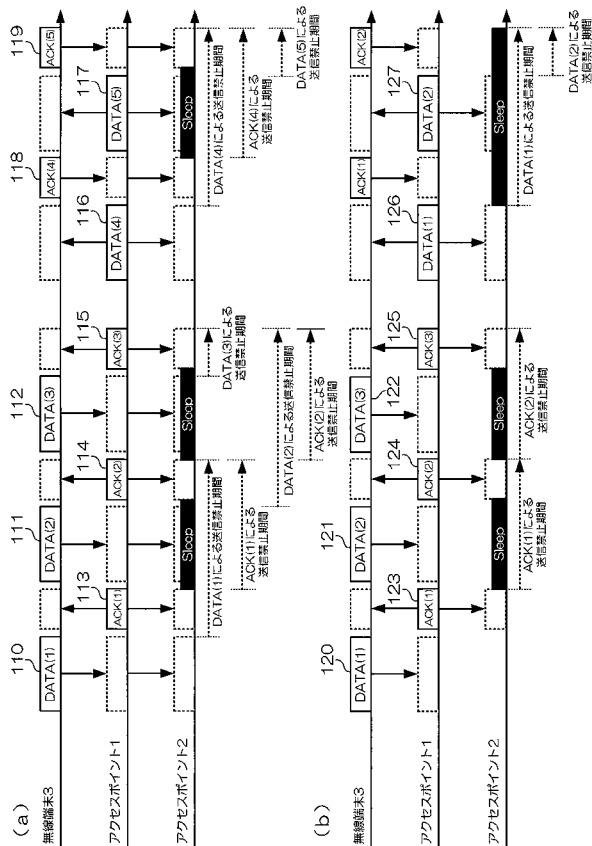 (a)
無線端末3
アクセスポイント1
アクセスポイント2
110
DATA(1)
113
ACK(1)
111
DATA(2)
114
ACK(2)
112
DATA(3)
115
ACK(3)
116
DATA(4)
118
ACK(4)
117
DATA(5)
119
ACK(5)
Sleep
Sleep
Sleep
DATA(1)による送信禁止期間
ACK(1)による
送信禁止期間
DATA(2)による送信禁止期間
ACK(2)による
送信禁止期間
DATA(3)による
送信禁止期間
DATA(4)による送信禁止期間
ACK(4)による
送信禁止期間
DATA(5)による
送信禁止期間
(b)
無線端末3
アクセスポイント1
アクセスポイント2
120
DATA(1)
123
ACK(1)
121
DATA(2)
124
ACK(2)
122
DATA(3)
125
ACK(3)
126
DATA(1)
ACK(1)
127
DATA(2)
ACK(2)
Sleep
Sleep
Sleep
ACK(1)による
送信禁止期間
ACK(2)による
送信禁止期間
DATA(1)による送信禁止期間
DATA(2)による
送信禁止期間